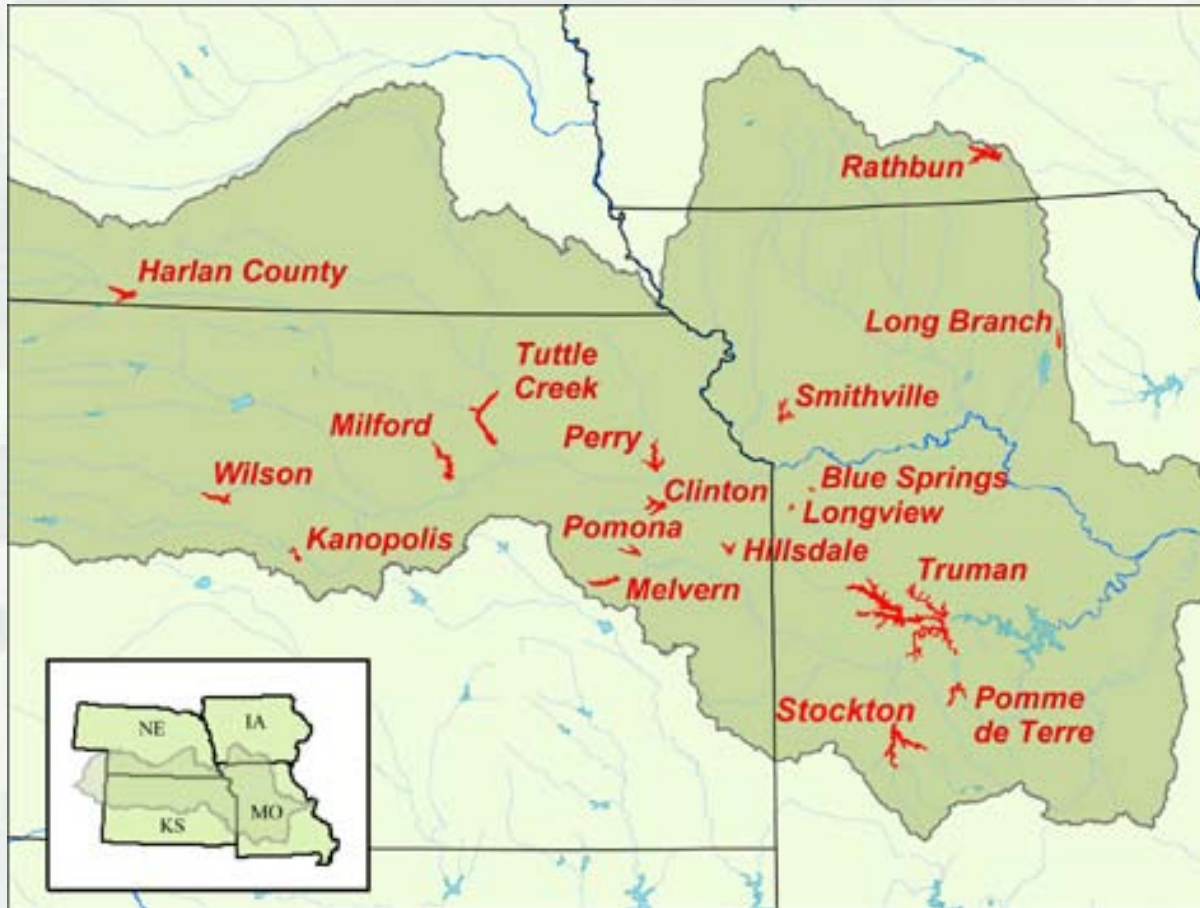 Rathbun
Harlan County
Long Branch
Tuttle
Creek
Smithville
Milford
Perry
Wilson
Clinton
Blue Springs
Longview
Pomona
Kanopolis
Hillsdale
Truman
Melvern
Stockton
Pomme
de Terre
NE
IA
KS
MO